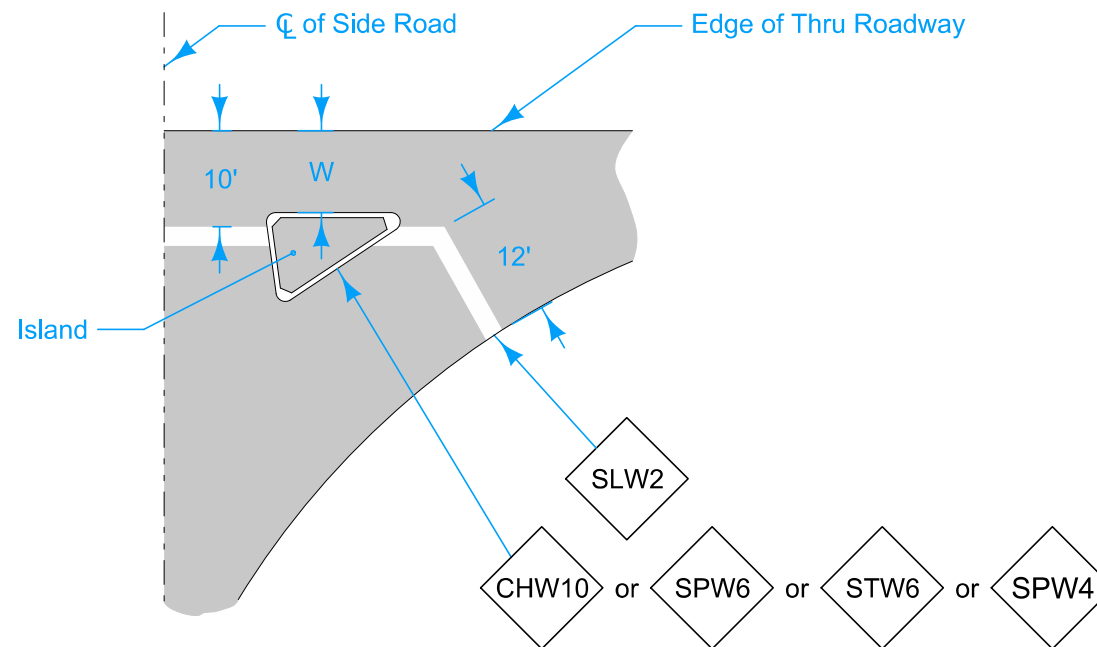 ℄ of Side Road
Edge of Thru Roadway
10'
W
12'
Island
SLW2
CHW10 or SPW6 or STW6 or SPW4